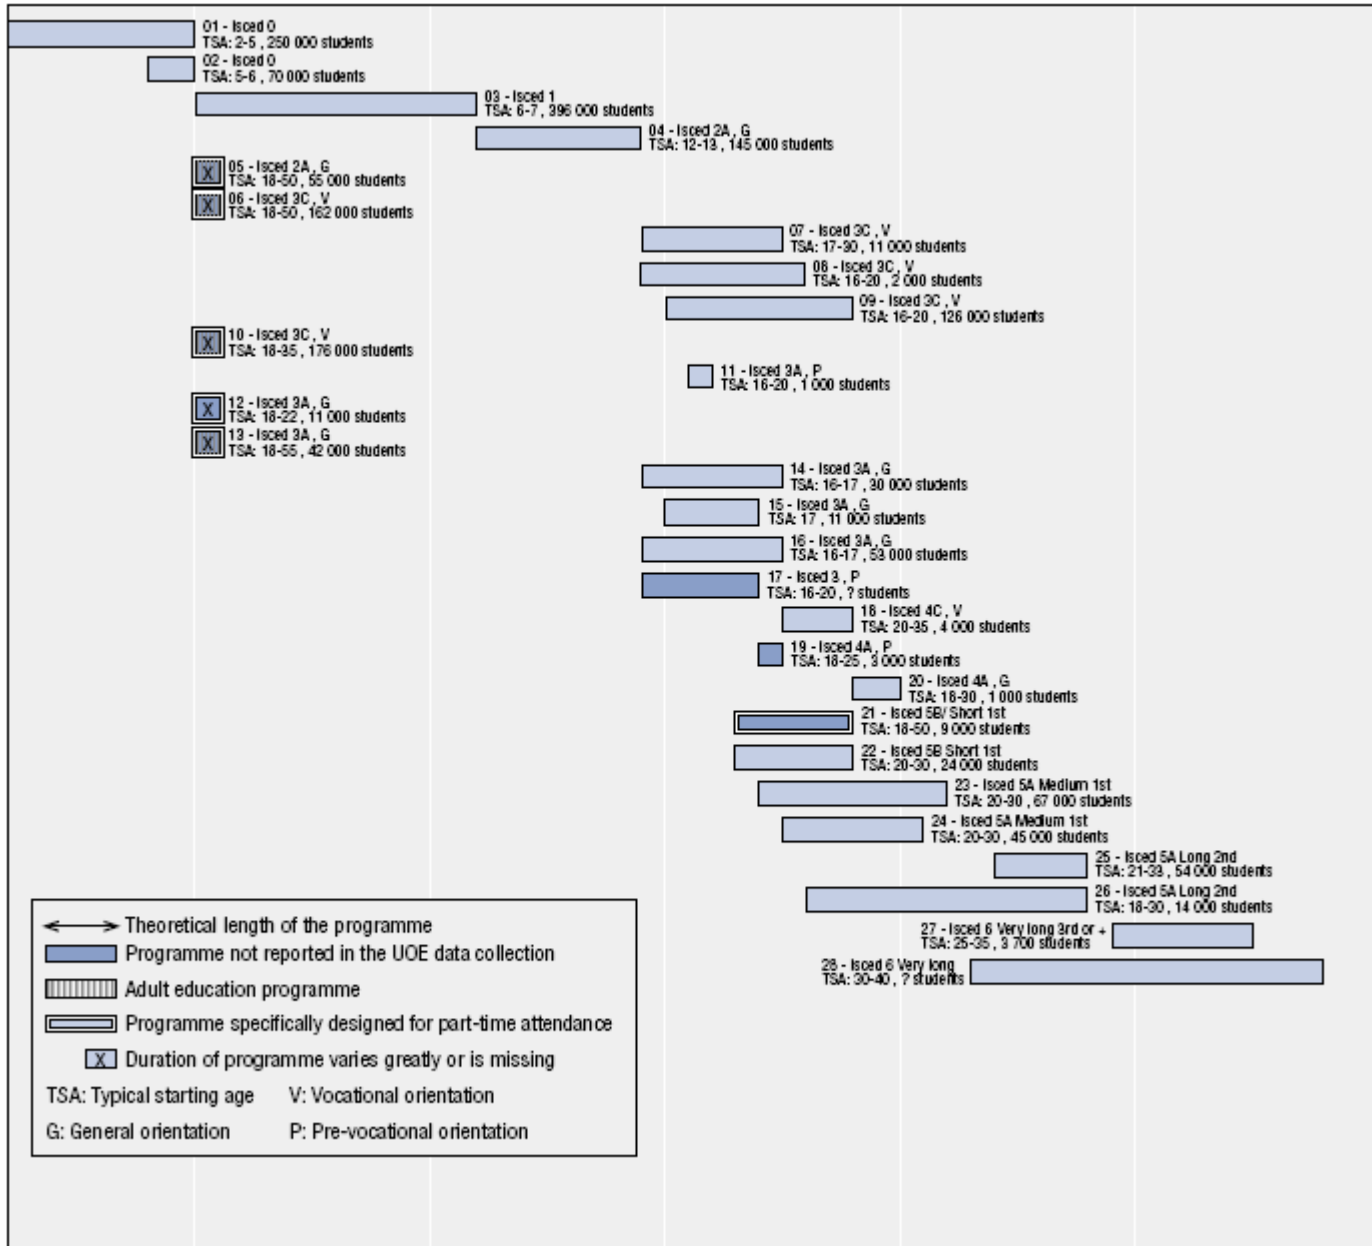 01 - Isced 0
TSA: 2-5 , 250 000 students
02 - Isced 0
TSA: 5-6 , 70 000 students
03 - Isced 1
TSA: 6-7 , 396 000 students
04 - Isced 2A , G
TSA: 12-13 , 145 000 students
X
05 - Isced 2A , G
TSA: 18-50 , 55 000 students
X
06 - Isced 3C , V
TSA: 18-50 , 162 000 students
07 - Isced 3C , V
TSA: 17-30 , 11 000 students
08 - Isced 3C , V
TSA: 16-20 , 2 000 students
09 - Isced 3C , V
TSA: 16-20 , 126 000 students
X
10 - Isced 3C , V
TSA: 18-35 , 176 000 students
11 - Isced 3A , P
TSA: 16-20 , 1 000 students
X
12 - Isced 3A , G
TSA: 18-22 , 11 000 students
X
13 - Isced 3A , G
TSA: 18-55 , 42 000 students
14 - Isced 3A , G
TSA: 16-17 , 30 000 students
15 - Isced 3A , G
TSA: 17 , 11 000 students
16 - Isced 3A , G
TSA: 16-17 , 53 000 students
17 - Isced 3 , P
TSA: 16-20 , ? students
18 - Isced 4C , V
TSA: 20-35 , 4 000 students
19 - Isced 4A , P
TSA: 18-25 , 3 000 students
20 - Isced 4A , G
TSA: 18-30 , 1 000 students
21 - Isced 5B/ Short 1st
TSA: 18-50 , 9 000 students
22 - Isced 5B Short 1st
TSA: 20-30 , 24 000 students
23 - Isced 5A Medium 1st
TSA: 20-30 , 67 000 students
24 - Isced 5A Medium 1st
TSA: 20-30 , 45 000 students
25 - Isced 5A Long 2nd
TSA: 21-33 , 54 000 students
26 - Isced 5A Long 2nd
TSA: 18-30 , 14 000 students
27 - Isced 6 Very long 3rd or +
TSA: 25-35 , 3 700 students
28 - Isced 6 Very long
TSA: 30-40 , ? students
Theoretical length of the programme
Programme not reported in the UOE data collection
Adult education programme
Programme specifically designed for part-time attendance
X Duration of programme varies greatly or is missing
TSA: Typical starting age V: Vocational orientation
G: General orientation P: Pre-vocational orientation